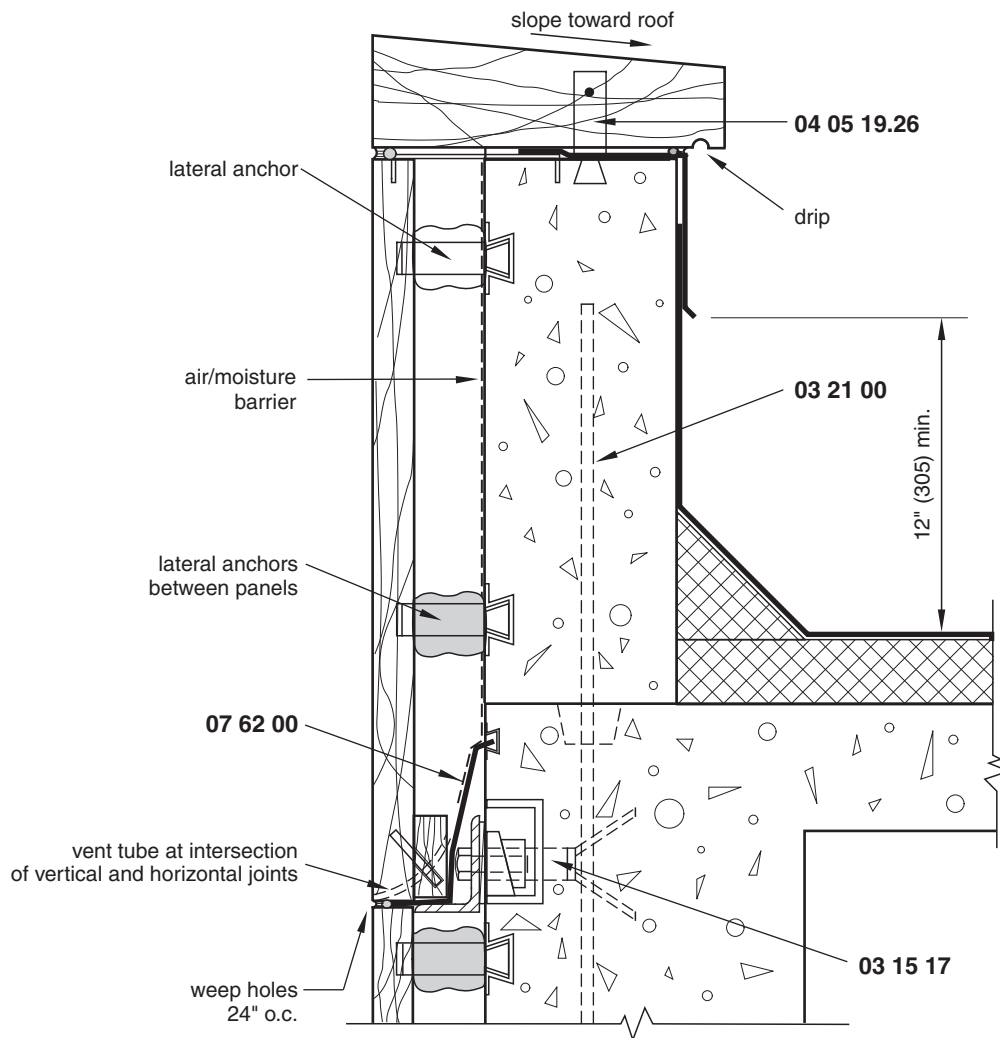 slope toward roof
04 05 19.26
lateral anchor
drip
air/moisture
barrier
03 21 00
12" (305) min.
lateral anchors
between panels
07 62 00
vent tube at intersection
of vertical and horizontal joints
03 15 17
weep holes
24" o.c.